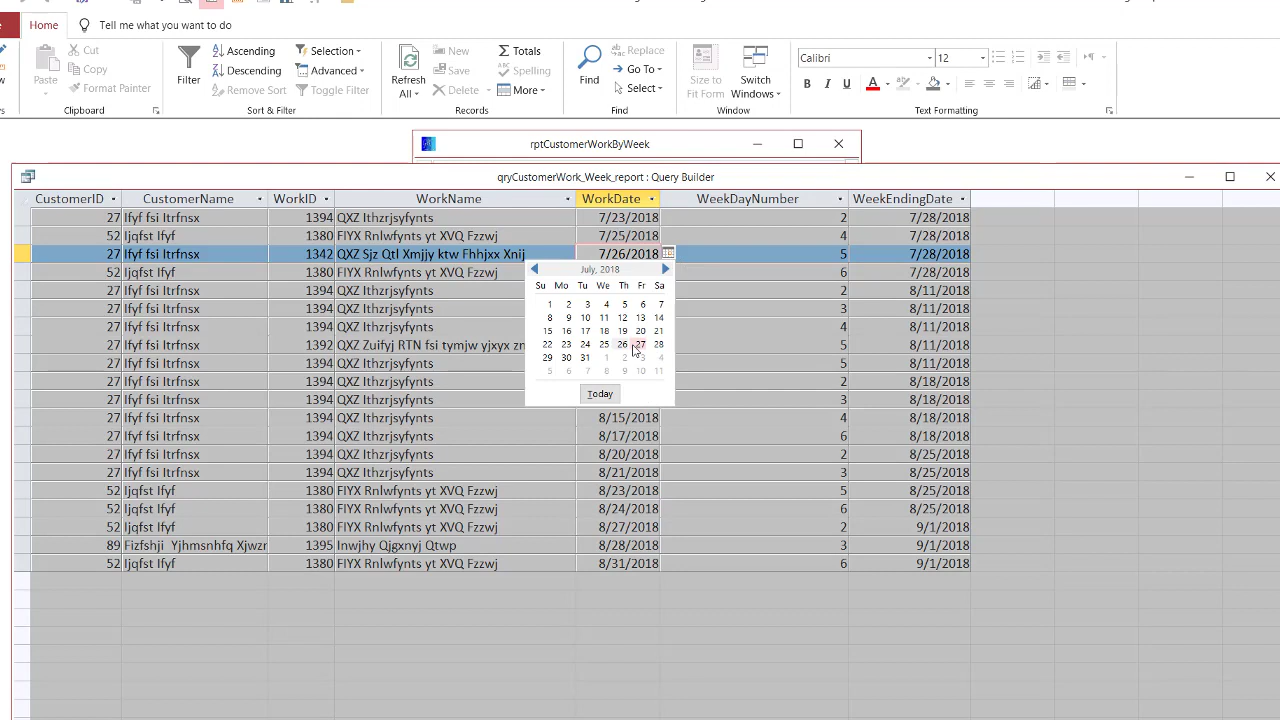 Home Tell me what you want to do
Paste Cut Copy Format Painter Clipboard
Filter Ascending Descending Remove Sort Selection Advanced Toggle Filter Sort & Filter
Refresh All New Save Delete Totals Spelling More Records
Find Replace Go To Select Find
Size to Fit Form Switch Windows Window
Calibri 12 B I U A Text Formatting
rptCustomerWorkByWeek
qryCustomerWork_Week_report : Query Builder
CustomerID CustomerName WorkID WorkName WorkDate WeekDayNumber WeekEndingDate
27 Ifyf fsi Itrfnsx 1394 QXZ Ithzrjsyfynts 7/23/2018 2 7/28/2018
52 Ijqfst Ifyf 1380 FIYX Rnlwfynts yt XVQ Fzzwj 7/25/2018 4 7/28/2018
27 Ifyf fsi Itrfnsx 1342 QXZ Sjz Qtl Xmjjy ktw Fhhjxx Xnij 7/26/2018 5 7/28/2018
52 Ijqfst Ifyf 1380 FIYX Rnlwfynts yt XVQ Fzzwj 6 7/28/2018
27 Ifyf fsi Itrfnsx 1394 QXZ Ithzrjsyfynts 2 8/11/2018
27 Ifyf fsi Itrfnsx 1394 QXZ Ithzrjsyfynts 3 8/11/2018
27 Ifyf fsi Itrfnsx 1394 QXZ Ithzrjsyfynts 4 8/11/2018
27 Ifyf fsi Itrfnsx 1392 QXZ Zuifyj RTN fsi tymjw yjxyx 5 8/11/2018
27 Ifyf fsi Itrfnsx 1394 QXZ Ithzrjsyfynts 5 8/11/2018
27 Ifyf fsi Itrfnsx 1394 QXZ Ithzrjsyfynts 2 8/18/2018
27 Ifyf fsi Itrfnsx 1394 QXZ Ithzrjsyfynts 3 8/18/2018
27 Ifyf fsi Itrfnsx 1394 QXZ Ithzrjsyfynts 8/15/2018 4 8/18/2018
27 Ifyf fsi Itrfnsx 1394 QXZ Ithzrjsyfynts 8/17/2018 6 8/18/2018
27 Ifyf fsi Itrfnsx 1394 QXZ Ithzrjsyfynts 8/20/2018 2 8/25/2018
27 Ifyf fsi Itrfnsx 1394 QXZ Ithzrjsyfynts 8/21/2018 3 8/25/2018
52 Ijqfst Ifyf 1380 FIYX Rnlwfynts yt XVQ Fzzwj 8/23/2018 5 8/25/2018
52 Ijqfst Ifyf 1380 FIYX Rnlwfynts yt XVQ Fzzwj 8/24/2018 6 8/25/2018
52 Ijqfst Ifyf 1380 FIYX Rnlwfynts yt XVQ Fzzwj 8/27/2018 2 9/1/2018
89 Fizfshji Yjhmsnhfq Xjwzr 1395 Inwjhy Qjgxnyj Qtwp 8/28/2018 3 9/1/2018
52 Ijqfst Ifyf 1380 FIYX Rnlwfynts yt XVQ Fzzwj 8/31/2018 6 9/1/2018
July, 2018
Su Mo Tu We Th Fr Sa
1 2 3 4 5 6 7
8 9 10 11 12 13 14
15 16 17 18 19 20 21
22 23 24 25 26 27 28
29 30 31 1 2 3 4
5 6 7 8 9 10 11
Today